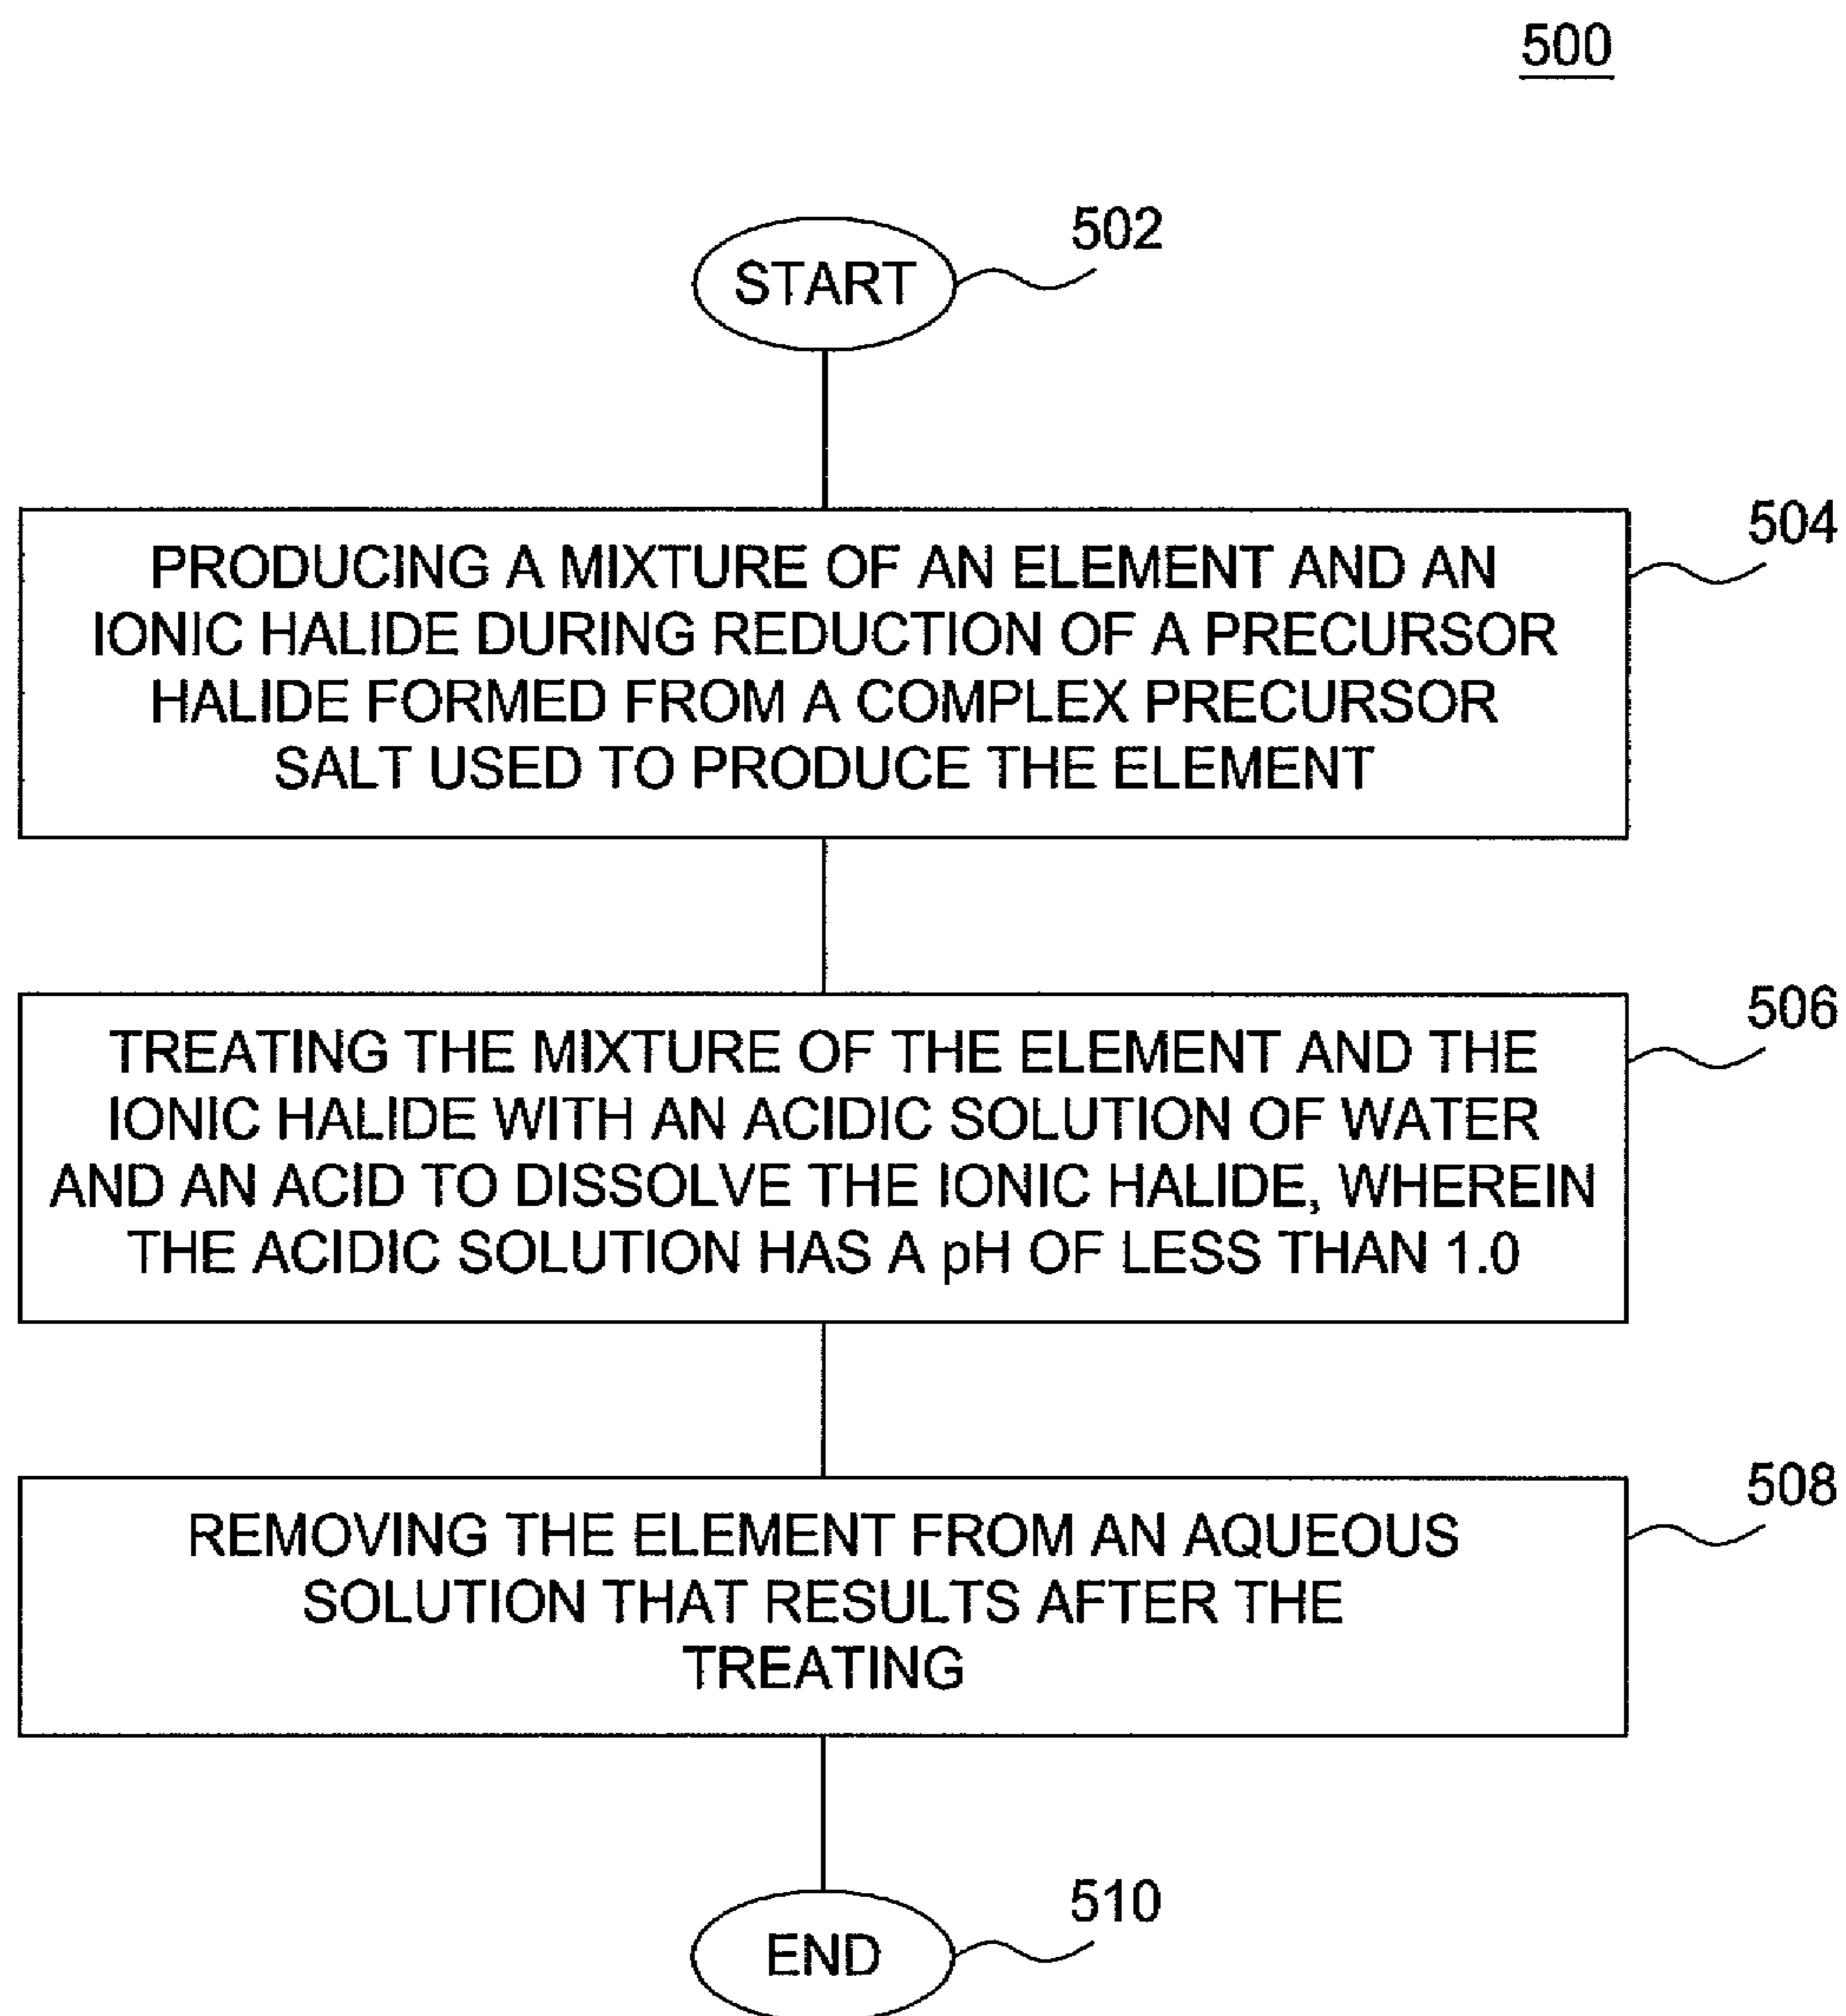 500
START
502
PRODUCING A MIXTURE OF AN ELEMENT AND AN
IONIC HALIDE DURING REDUCTION OF A PRECURSOR
HALIDE FORMED FROM A COMPLEX PRECURSOR
SALT USED TO PRODUCE THE ELEMENT
504
TREATING THE MIXTURE OF THE ELEMENT AND THE
IONIC HALIDE WITH AN ACIDIC SOLUTION OF WATER
AND AN ACID TO DISSOLVE THE IONIC HALIDE, WHEREIN
THE ACIDIC SOLUTION HAS A pH OF LESS THAN 1.0
506
REMOVING THE ELEMENT FROM AN AQUEOUS
SOLUTION THAT RESULTS AFTER THE
TREATING
508
END
510